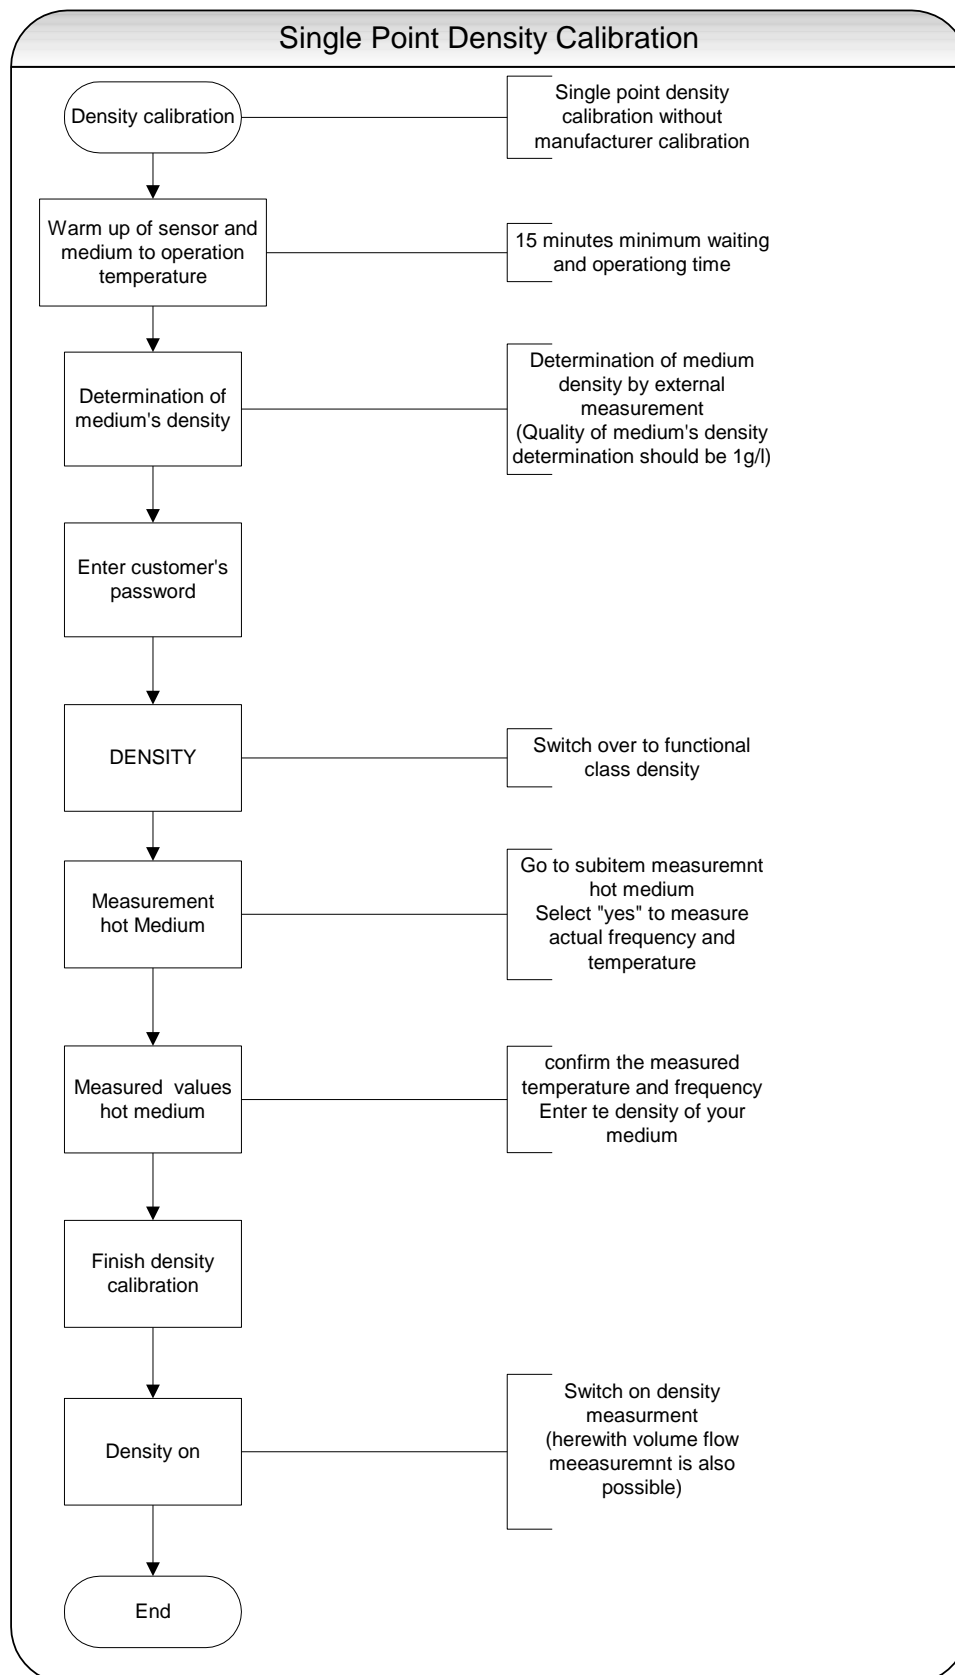 Single Point Density Calibration
Density calibration
Single point density
calibration without
manufacturer calibration
Warm up of sensor and
medium to operation
temperature
15 minutes minimum waiting
and operationg time
Determination of
medium's density
Determination of medium
density by external
measurement
(Quality of medium's density
determination should be 1g/l)
Enter customer's
password
DENSITY
Switch over to functional
class density
Measurement
hot Medium
Go to subitem measuremnt
hot medium
Select "yes" to measure
actual frequency and
temperature
Measured values
hot medium
confirm the measured
temperature and frequency
Enter te density of your
medium
Finish density
calibration
Density on
Switch on density
measurment
(herewith volume flow
meeasuremnt is also
possible)
End